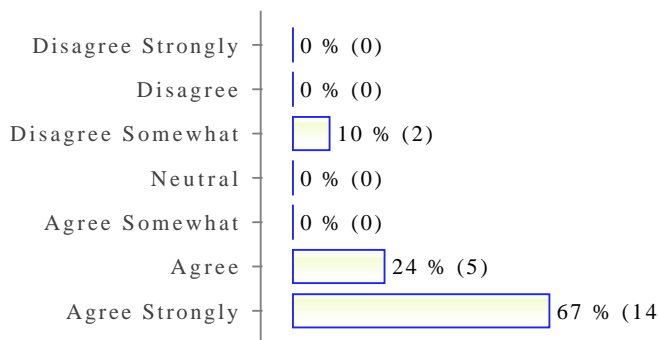 Disagree Strongly 0 % (0)
Disagree 0 % (0)
Disagree Somewhat 10 % (2)
Neutral 0 % (0)
Agree Somewhat 0 % (0)
Agree 24 % (5)
Agree Strongly 67 % (14